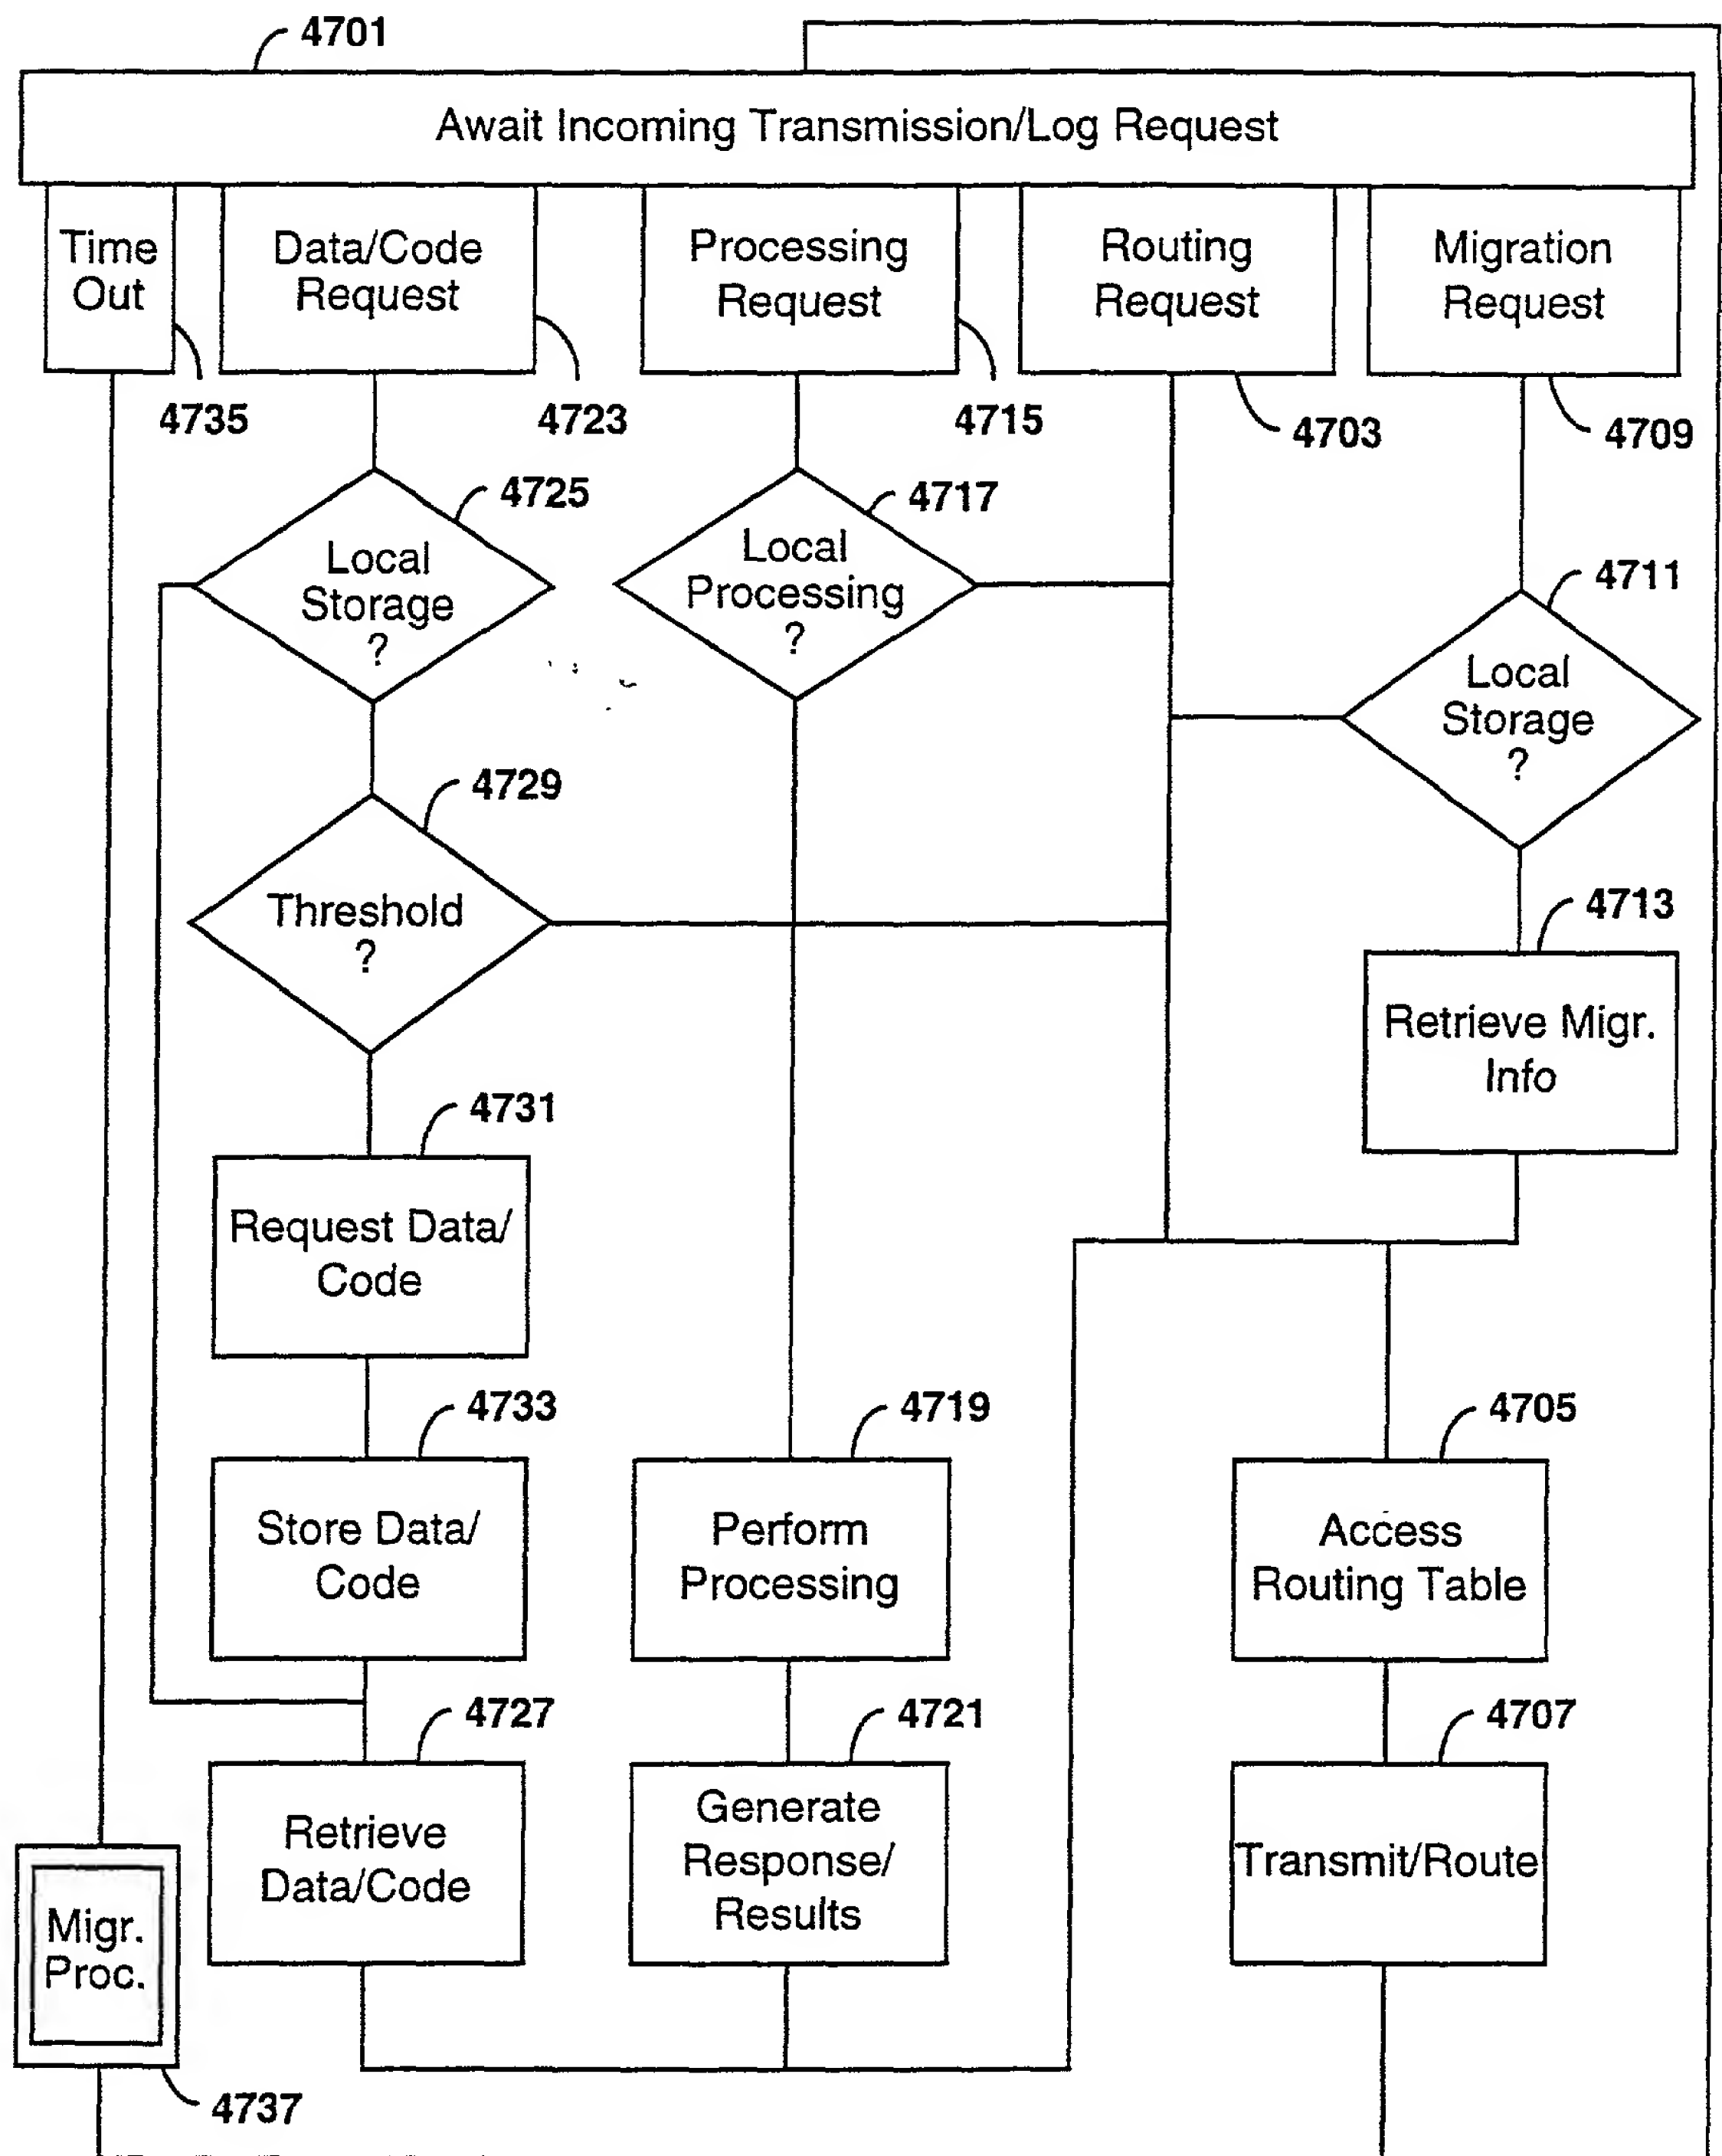 4701
Await Incoming Transmission/Log Request
Time
Out
Data/Code
Request
Processing
Request
Routing
Request
Migration
Request
4735
4723
4715
4703
4709
4725
Local
Storage
?
4717
Local
Processing
?
4711
Local
Storage
?
4729
Threshold
?
4713
Retrieve Migr.
Info
4731
Request Data/
Code
4733
Store Data/
Code
4719
Perform
Processing
4705
Access
Routing Table
4727
Retrieve
Data/Code
4721
Generate
Response/
Results
4707
Transmit/Route
Migr.
Proc.
4737